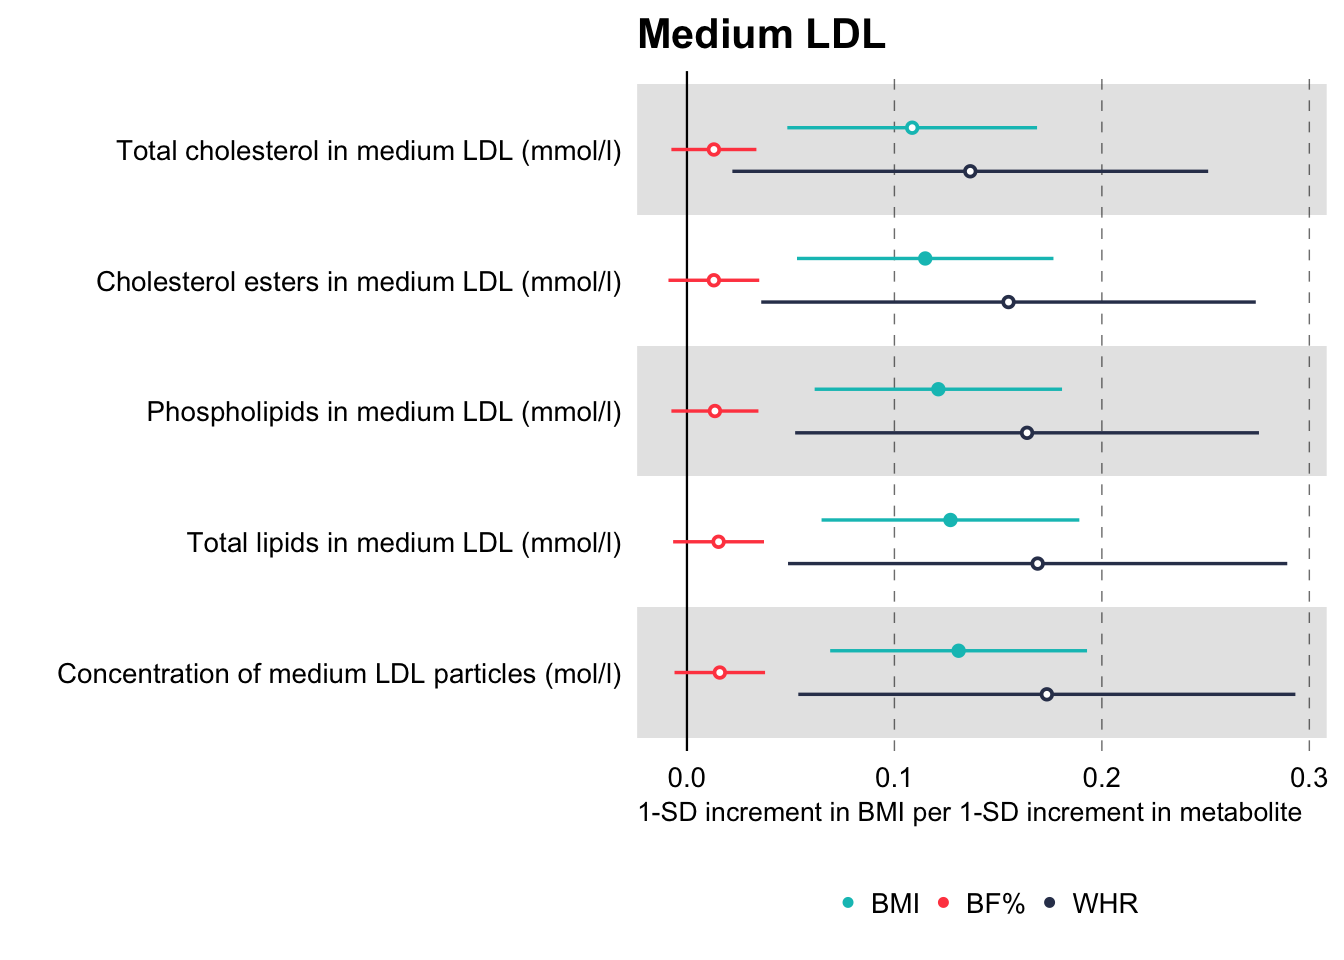 Medium LDL
Total cholesterol in medium LDL (mmol/l)
Cholesterol esters in medium LDL (mmol/l)
Phospholipids in medium LDL (mmol/l)
Total lipids in medium LDL (mmol/l)
Concentration of medium LDL particles (mol/l)
0.0 0.1 0.2 0.3
1-SD increment in BMI per 1-SD increment in metabolite
BMI BF% WHR